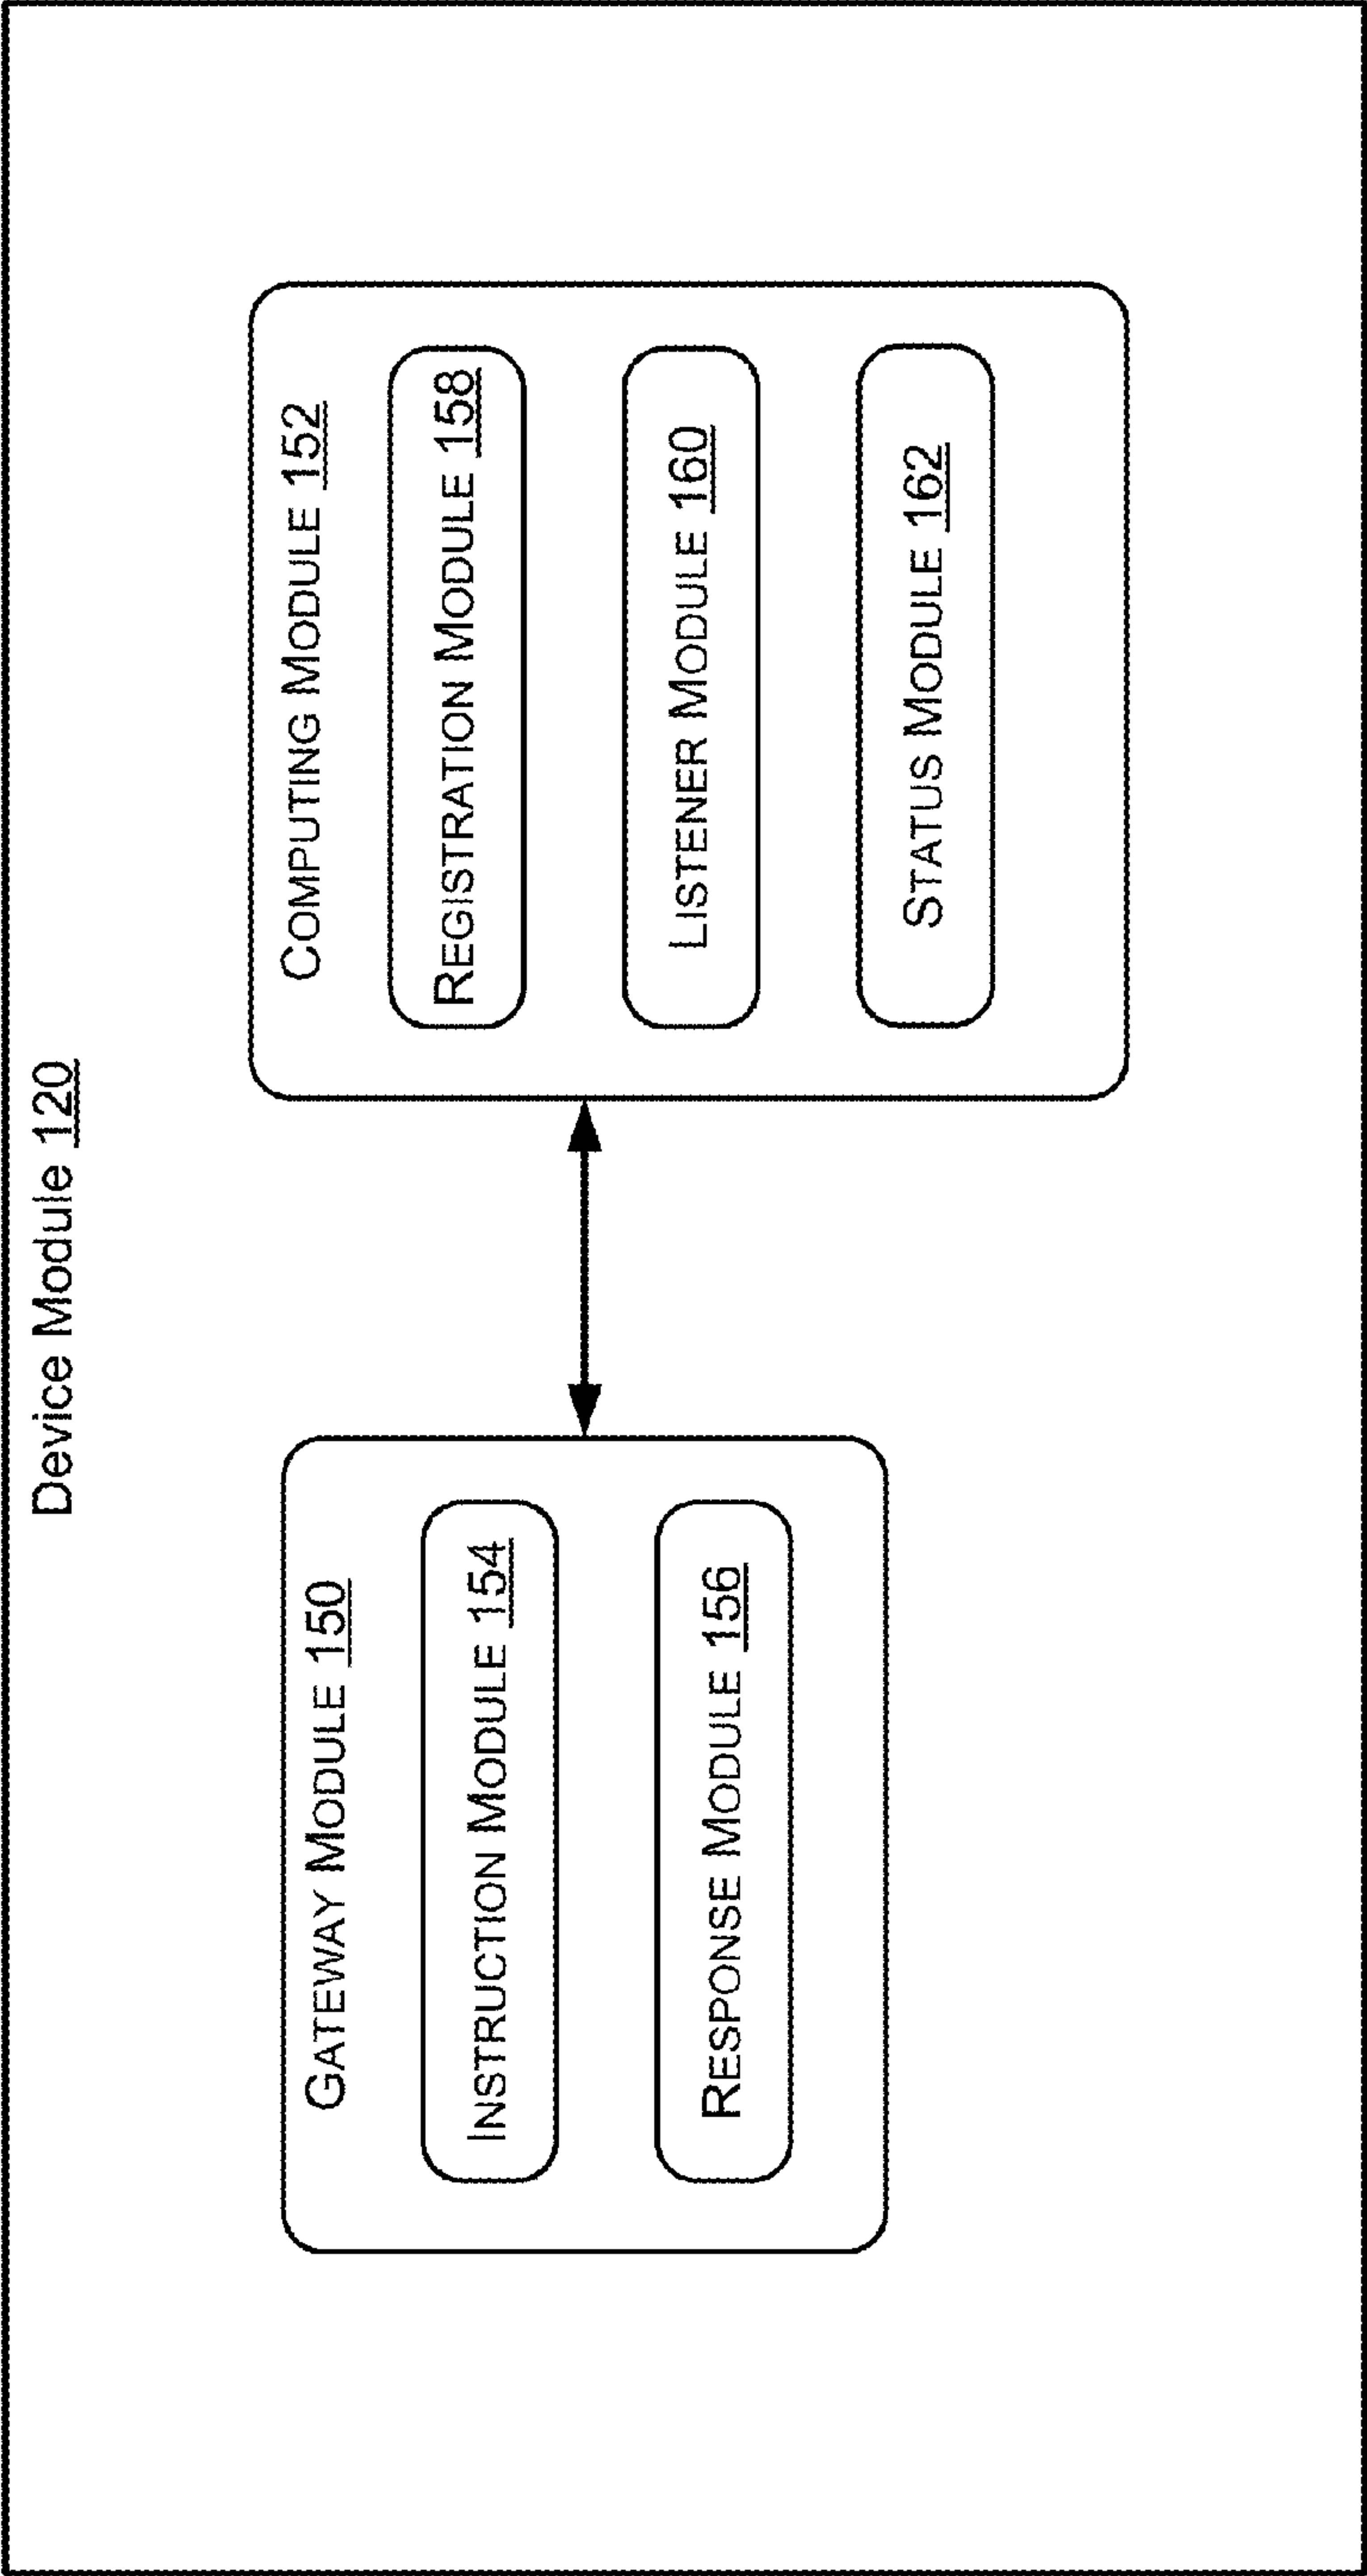 Device Module 120
GATEWAY MODULE 150
INSTRUCTION MODULE 154
RESPONSE MODULE 156
COMPUTING MODULE 152
REGISTRATION MODULE 158
LISTENER MODULE 160
STATUS MODULE 162